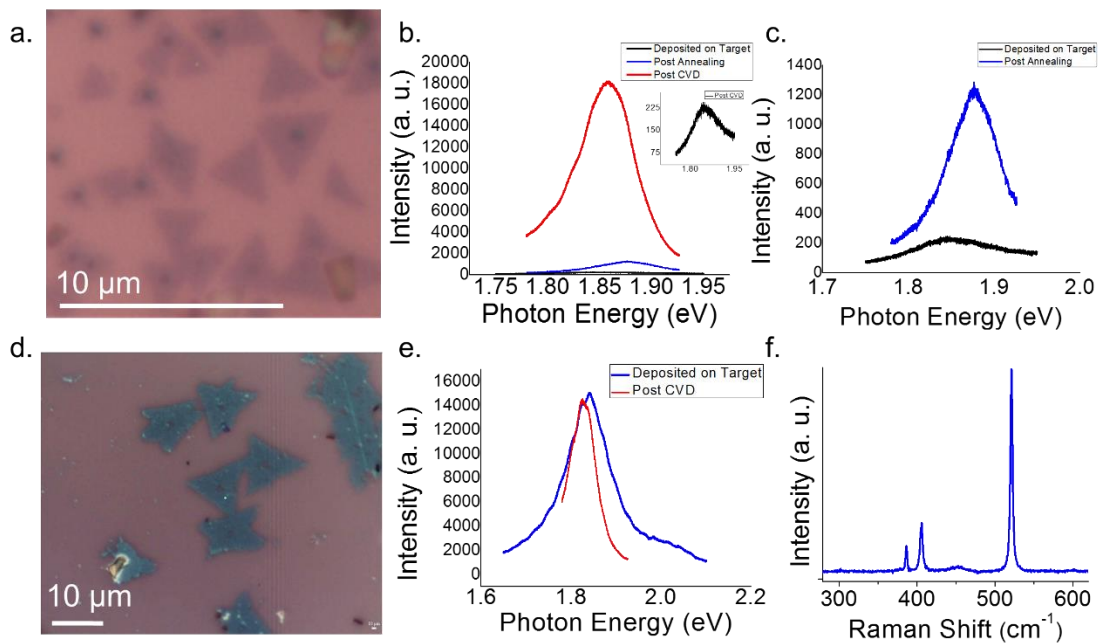 a.
10 µm
b.
Deposited on Target
Post Annealing
Post CVD
20000
18000
16000
14000
12000
10000
8000
6000
4000
2000
0
Intensity (a. u.)
1.75 1.80 1.85 1.90 1.95
Photon Energy (eV)
Post CVD
225
150
75
1.80 1.95
c.
Deposited on Target
Post Annealing
1400
1200
1000
800
600
400
200
0
Intensity (a. u.)
1.7 1.8 1.9 2.0
Photon Energy (eV)
d.
10 µm
e.
Deposited on Target
Post CVD
16000
14000
12000
10000
8000
6000
4000
2000
0
Intensity (a. u.)
1.6 1.8 2.0 2.2
Photon Energy (eV)
f.
Intensity (a. u.)
300 400 500 600
Raman Shift (cm⁻¹)